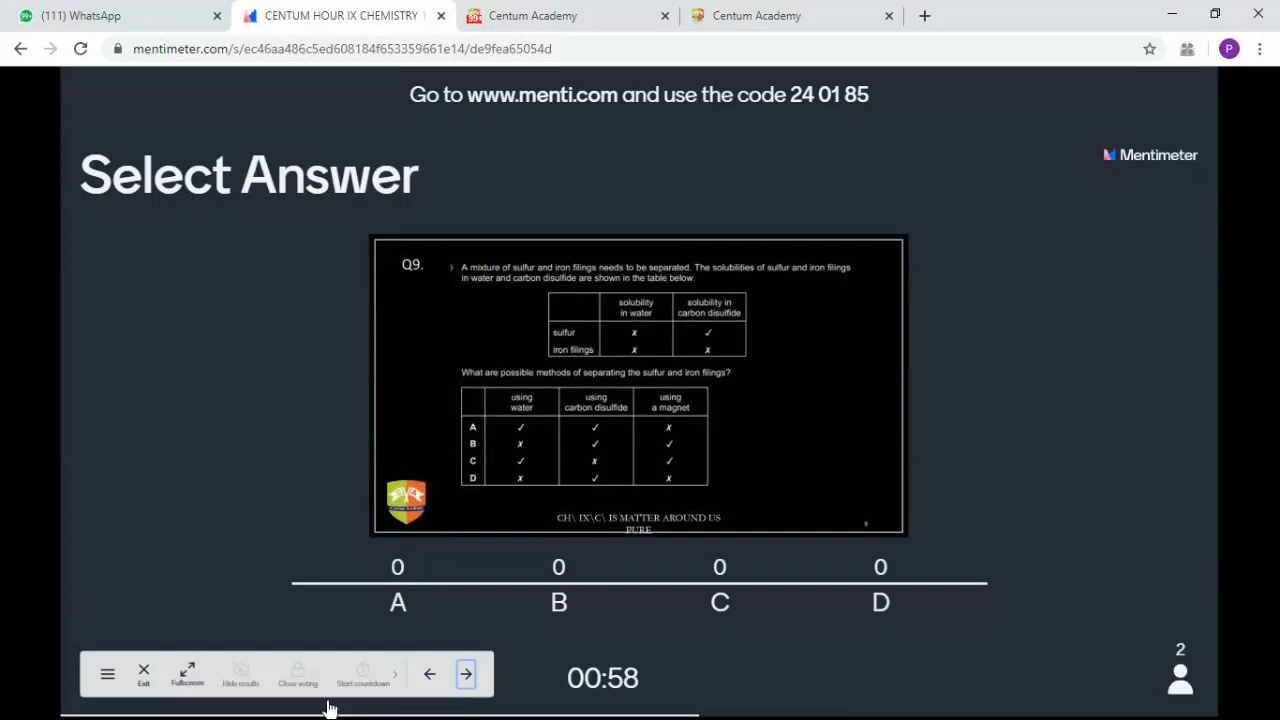 (111) WhatsApp
CENTUM HOUR IX CHEMISTRY
Centum Academy
Centum Academy
mentimeter.com/s/ec46aa486c5ed608184f653359661e14/de9fea65054d
P
Go to www.menti.com and use the code 24 01 85
Mentimeter
Select Answer
Q9.
) A mixture of sulfur and iron filings needs to be separated. The solubilities of sulfur and iron filings
in water and carbon disulfide are shown in the table below.
solubility in water solubility in carbon disulfide
sulfur ✗ ✓
iron filings ✗ ✗
What are possible methods of separating the sulfur and iron filings?
using water using carbon disulfide using a magnet
A ✓ ✓ ✗
B ✗ ✓ ✓
C ✓ ✗ ✓
D ✗ ✓ ✗
CH\ IX\C\ IS MATTER AROUND US
PURE
9
0 0 0 0
A B C D
Exit Fullscreen Hide results Close voting Start countdown
00:58
2